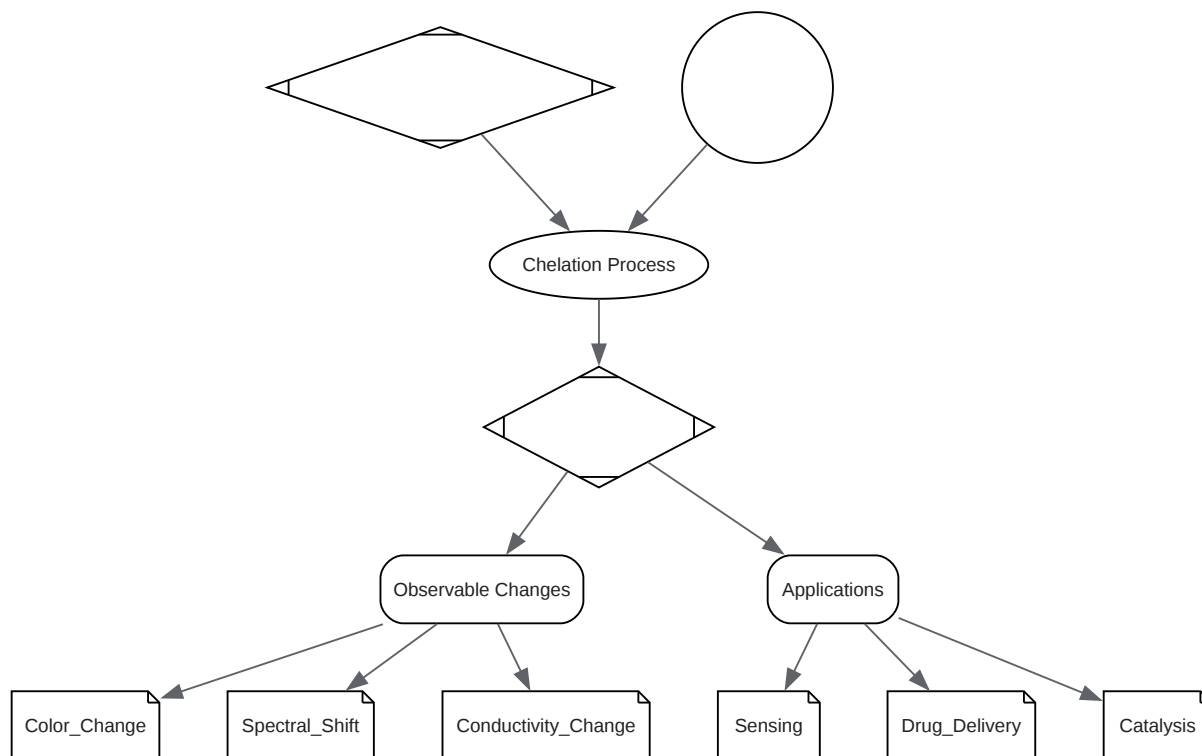 Chelation Process
Observable Changes
Applications
Color_Change
Spectral_Shift
Conductivity_Change
Sensing
Drug_Delivery
Catalysis